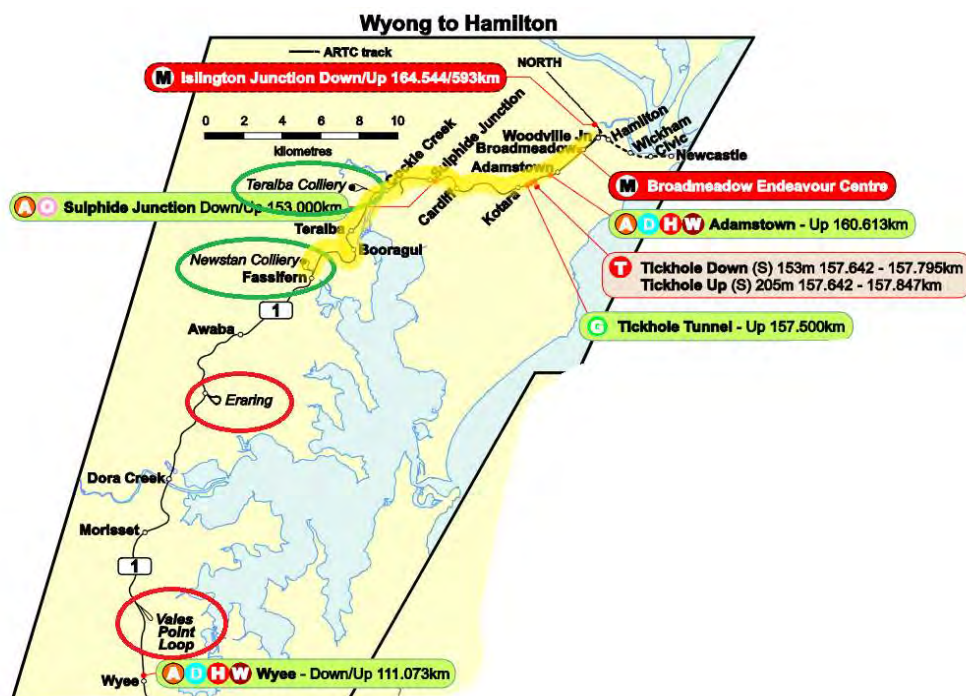 Wyong to Hamilton
ARTC track
NORTH
M Islington Junction Down/Up 164.544/593km
0 2 4 6 8 10
kilometres
Cockle Creek
Sulphide Junction
Woodville Jn
Hamilton
Wickham
Civic
Newcastle
Broadmeadow
Adamstown
Teralba Colliery
M Broadmeadow Endeavour Centre
A O Sulphide Junction Down/Up 153.000km
Cardiff
Kotara
A D H W Adamstown - Up 160.613km
Teralba
Booragul
Newstan Colliery
Fassifern
T Tickhole Down (S) 153m 157.642 - 157.795km
Tickhole Up (S) 205m 157.642 - 157.847km
1
G Tickhole Tunnel - Up 157.500km
Awaba
Eraring
Dora Creek
Morisset
1
Vales
Point
Loop
A D H W Wyee - Down/Up 111.073km
Wyee